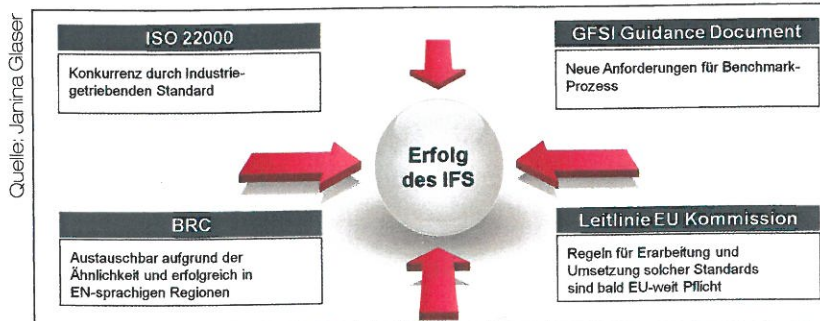 Quelle: Janina Glaser
ISO 22000
Konkurrenz durch Industrie-
getriebenden Standard
GFSI Guidance Document
Neue Anforderungen für Benchmark-
Prozess
Erfolg
des IFS
BRC
Austauschbar aufgrund der
Ähnlichkeit und erfolgreich in
EN-sprachigen Regionen
Leitlinie EU Kommission
Regeln für Erarbeitung und
Umsetzung solcher Standards
sind bald EU-weit Pflicht